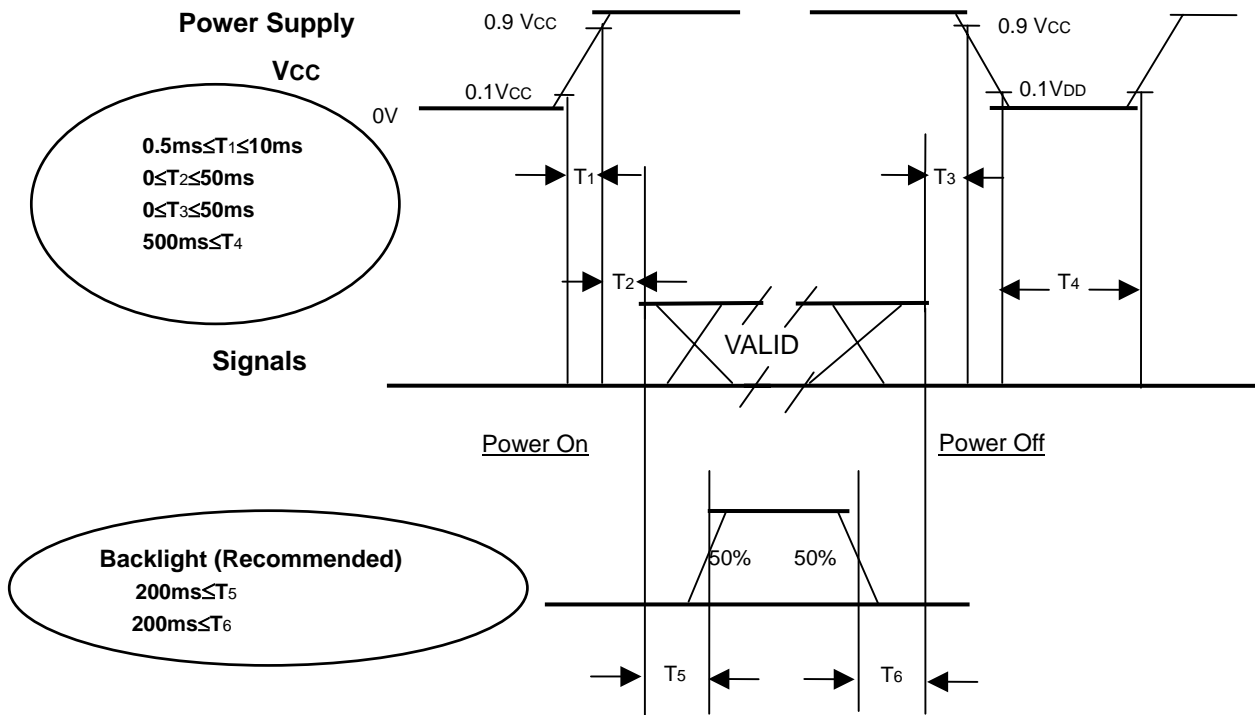 Power Supply
VCC
0.9 VCC
0.1VCC
0V
0.9 VCC
0.1VDD
0.5ms≤T1≤10ms
0≤T2≤50ms
0≤T3≤50ms
500ms≤T4
T1
T3
T2
T4
VALID
Signals
Power On
Power Off
Backlight (Recommended)
200ms≤T5
200ms≤T6
50%
50%
T5
T6